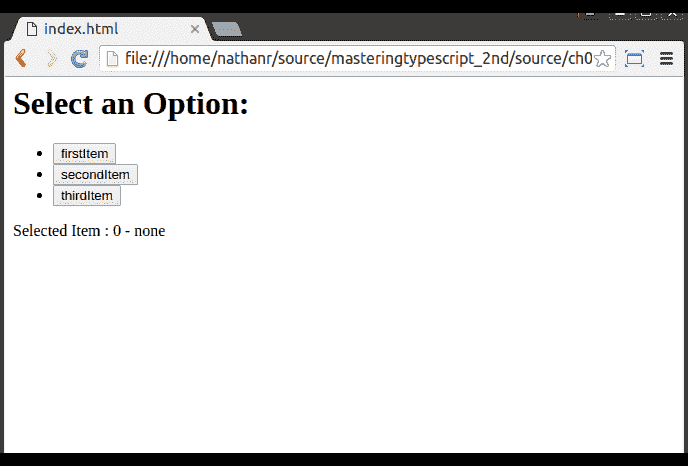 index.html
file:///home/nathanr/source/masteringtypescript_2nd/source/ch0
Select an Option:
firstItem
secondItem
thirdItem
Selected Item : 0 - none